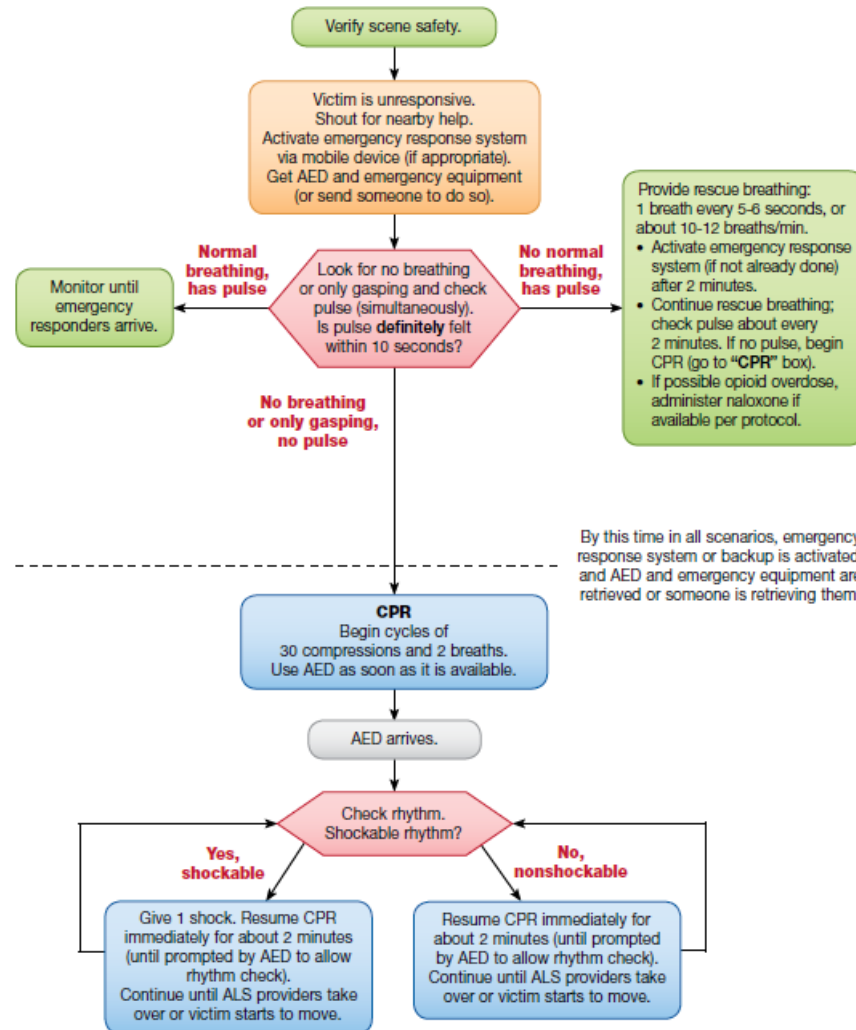 Verify scene safety.
Victim is unresponsive.
Shout for nearby help.
Activate emergency response system
via mobile device (if appropriate).
Get AED and emergency equipment
(or send someone to do so).
Normal
breathing,
has pulse
Look for no breathing
or only gasping and check
pulse (simultaneously).
Is pulse definitely felt
within 10 seconds?
No normal
breathing,
has pulse
Monitor until
emergency
responders arrive.
Provide rescue breathing:
1 breath every 5-6 seconds, or
about 10-12 breaths/min.
• Activate emergency response
system (if not already done)
after 2 minutes.
• Continue rescue breathing;
check pulse about every
2 minutes. If no pulse, begin
CPR (go to “CPR” box).
• If possible opioid overdose,
administer naloxone if
available per protocol.
No breathing
or only gasping,
no pulse
By this time in all scenarios, emergency
response system or backup is activated
and AED and emergency equipment are
retrieved or someone is retrieving them
CPR
Begin cycles of
30 compressions and 2 breaths.
Use AED as soon as it is available.
AED arrives.
Check rhythm.
Shockable rhythm?
Yes,
shockable
No,
nonshockable
Give 1 shock. Resume CPR
immediately for about 2 minutes
(until prompted by AED to allow
rhythm check).
Continue until ALS providers take
over or victim starts to move.
Resume CPR immediately for
about 2 minutes (until prompted
by AED to allow rhythm check).
Continue until ALS providers take
over or victim starts to move.